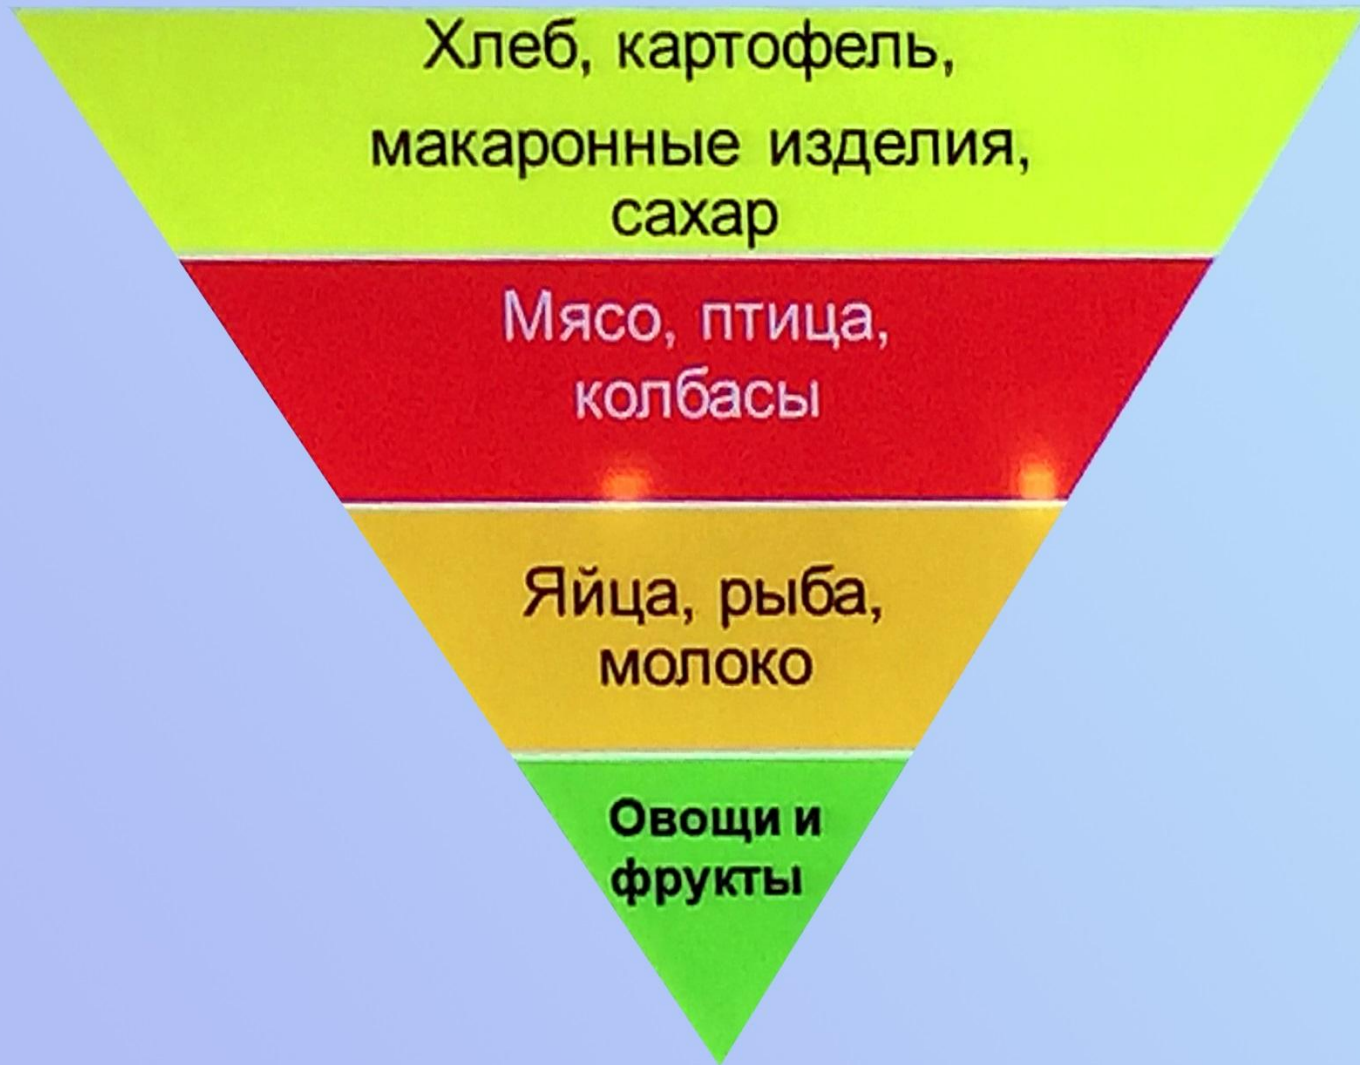 Хлеб, картофель,
макаронные изделия,
сахар
Мясо, птица,
колбасы
Яйца, рыба,
молоко
Овощи и
фрукты